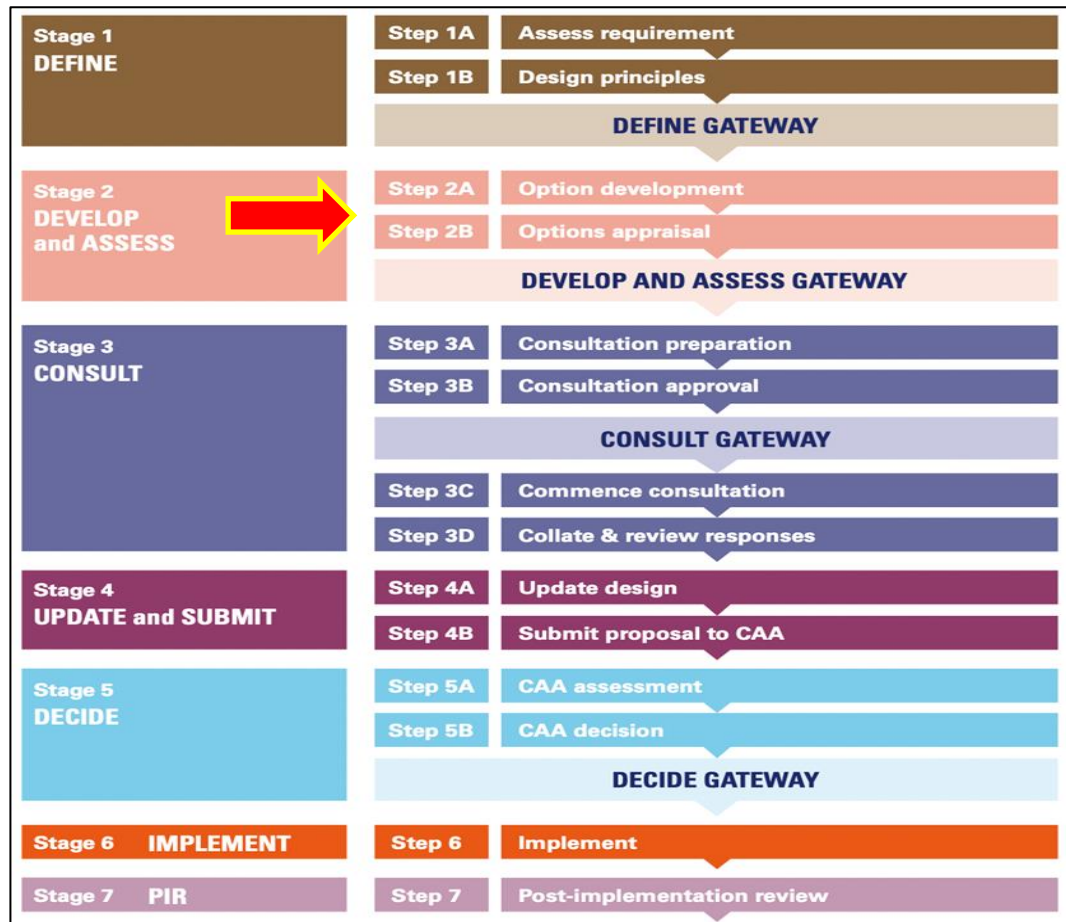 Stage 1
DEFINE
Step 1A Assess requirement
Step 1B Design principles
DEFINE GATEWAY
Stage 2
DEVELOP
and ASSESS
Step 2A Option development
Step 2B Options appraisal
DEVELOP AND ASSESS GATEWAY
Stage 3
CONSULT
Step 3A Consultation preparation
Step 3B Consultation approval
CONSULT GATEWAY
Step 3C Commence consultation
Step 3D Collate & review responses
Stage 4
UPDATE and SUBMIT
Step 4A Update design
Step 4B Submit proposal to CAA
Stage 5
DECIDE
Step 5A CAA assessment
Step 5B CAA decision
DECIDE GATEWAY
Stage 6 IMPLEMENT
Step 6 Implement
Stage 7 PIR
Step 7 Post-implementation review